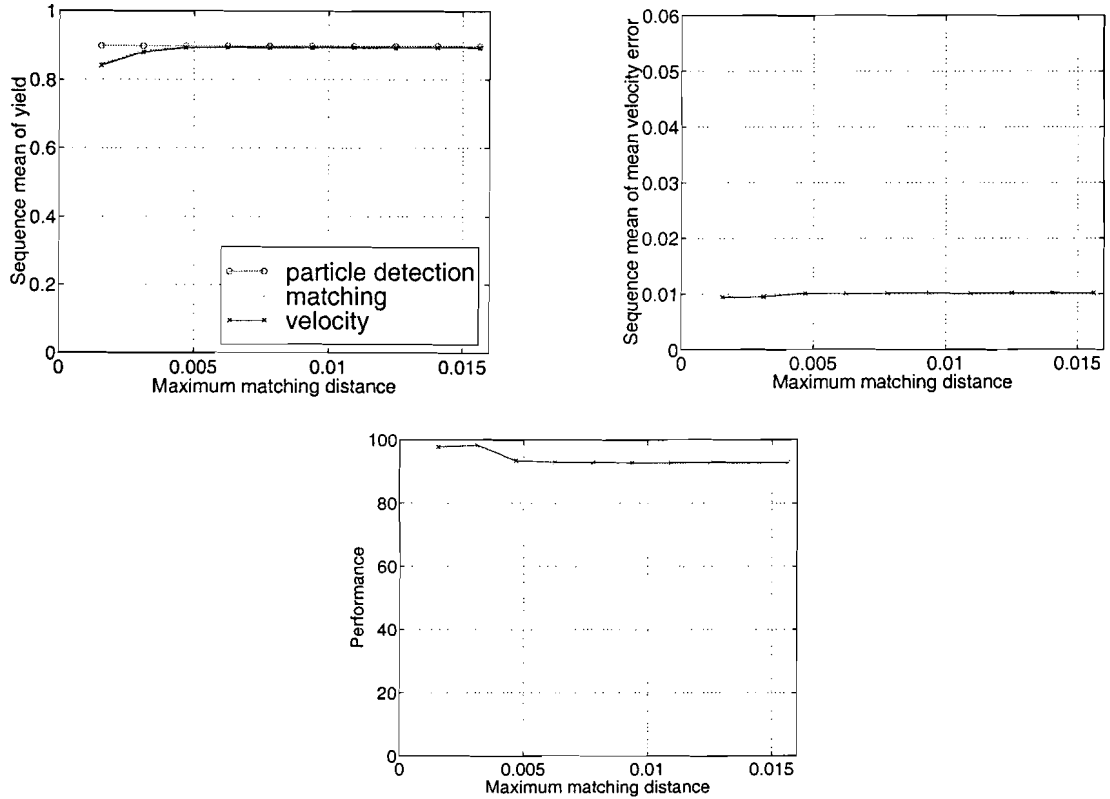 Sequence mean of yield
1
0.8
0.6
0.4
0.2
0
particle detection
matching
velocity
0 0.005 0.01 0.015
Maximum matching distance
Sequence mean of mean velocity error
0.06
0.05
0.04
0.03
0.02
0.01
0
0 0.005 0.01 0.015
Maximum matching distance
Performance
100
80
60
40
20
0
0 0.005 0.01 0.015
Maximum matching distance